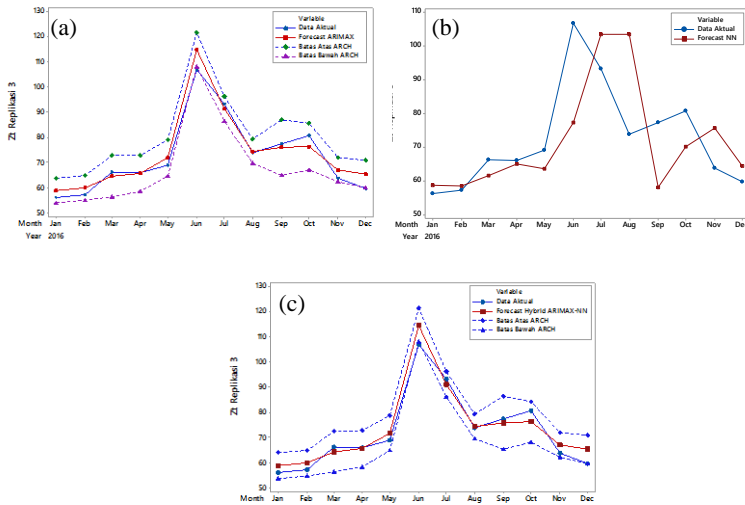 (a)
Variable
Data Aktual
Forecast ARIMAX
Batas Atas ARCH
Batas Bawah ARCH
Zt Replikasi 3
130
120
110
100
90
80
70
60
50
Month Jan Feb Mar Apr May Jun Jul Aug Sep Oct Nov Dec
Year 2016
(b)
Variable
Data Aktual
Forecast NN
110
100
90
80
70
60
50
Month Jan Feb Mar Apr May Jun Jul Aug Sep Oct Nov De
Year 2016
(c)
Variable
Data Aktual
Forecast Hybrid ARIMAX-NN
Batas Atas ARCH
Batas Bawah ARCH
Zt Replikasi 3
130
120
110
100
90
80
70
60
50
Month Jan Feb Mar Apr May Jun Jul Aug Sep Oct Nov Dec